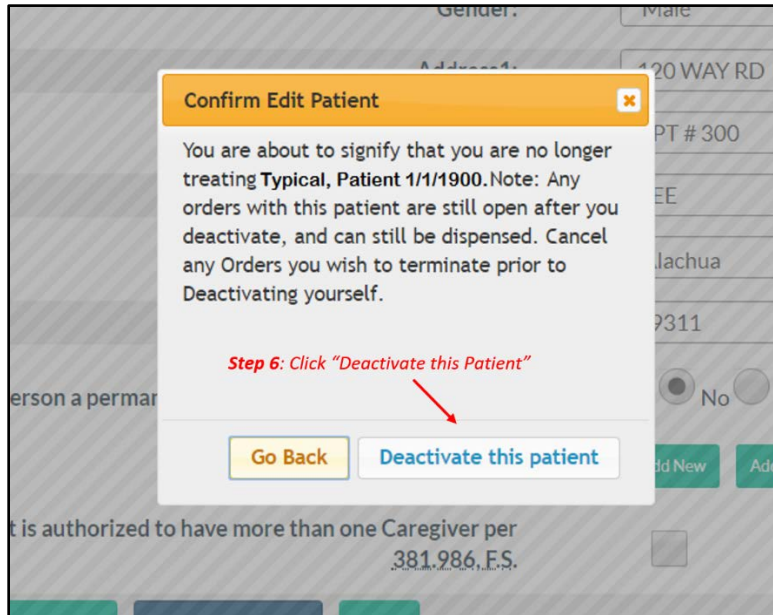 Gender:
Male
Address1:
120 WAY RD
Confirm Edit Patient
PT # 300
You are about to signify that you are no longer
treating Typical, Patient 1/1/1900.Note: Any
EE
orders with this patient are still open after you
deactivate, and can still be dispensed. Cancel
lachua
any Orders you wish to terminate prior to
Deactivating yourself.
9311
Step 6: Click “Deactivate this Patient”
erson a permar
No
Go Back
Deactivate this patient
dd New
Ad
t is authorized to have more than one Caregiver per
381.986, F.S.